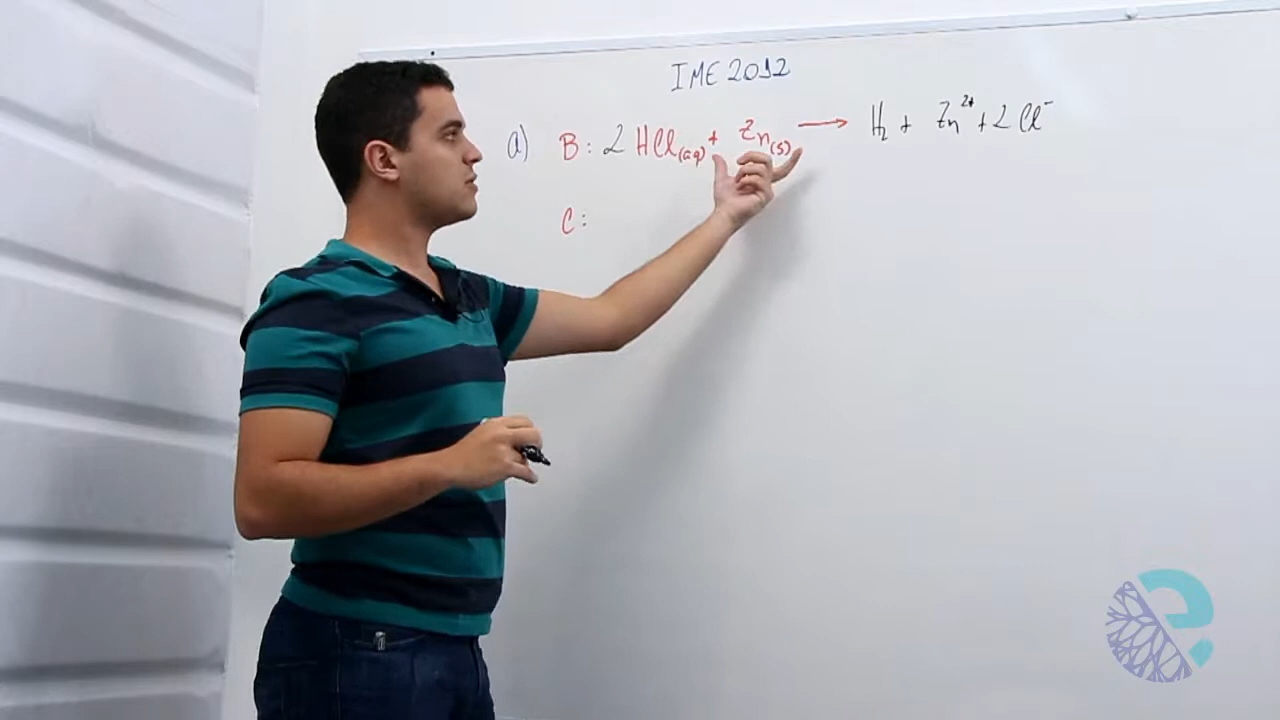 IME 2012
a) B: 2 HCl(aq) + Zn(s) ⟶ H₂ + Zn²⁺ + 2 Cl⁻
C: